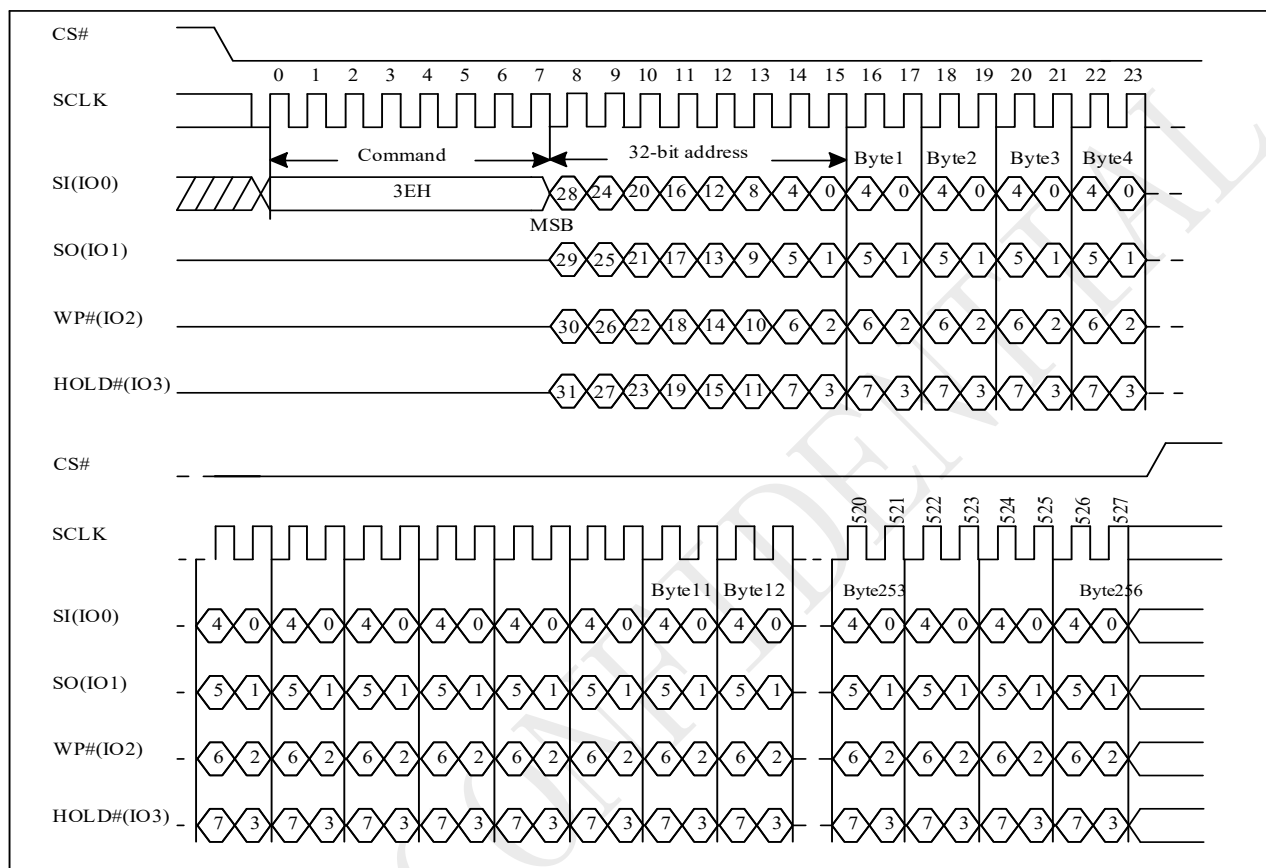 CS#
0 1 2 3 4 5 6 7 8 9 10 11 12 13 14 15 16 17 18 19 20 21 22 23
SCLK
Command 32-bit address Byte1 Byte2 Byte3 Byte4
SI(IO0) 3EH 28 24 20 16 12 8 4 0 4 0 4 0 4 0 4 0
MSB
SO(IO1) 29 25 21 17 13 9 5 1 5 1 5 1 5 1 5 1
WP#(IO2) 30 26 22 18 14 10 6 2 6 2 6 2 6 2 6 2
HOLD#(IO3) 31 27 23 19 15 11 7 3 7 3 7 3 7 3 7 3
CS#
520 521 522 523 524 525 526 527
SCLK
Byte11 Byte12 Byte253 Byte256
SI(IO0) 4 0 4 0 4 0 4 0 4 0 4 0 4 0 4 0 4 0 4 0 4 0 4 0
SO(IO1) 5 1 5 1 5 1 5 1 5 1 5 1 5 1 5 1 5 1 5 1 5 1 5 1
WP#(IO2) 6 2 6 2 6 2 6 2 6 2 6 2 6 2 6 2 6 2 6 2 6 2 6 2
HOLD#(IO3) 7 3 7 3 7 3 7 3 7 3 7 3 7 3 7 3 7 3 7 3 7 3 7 3
CONFIDENTIAL